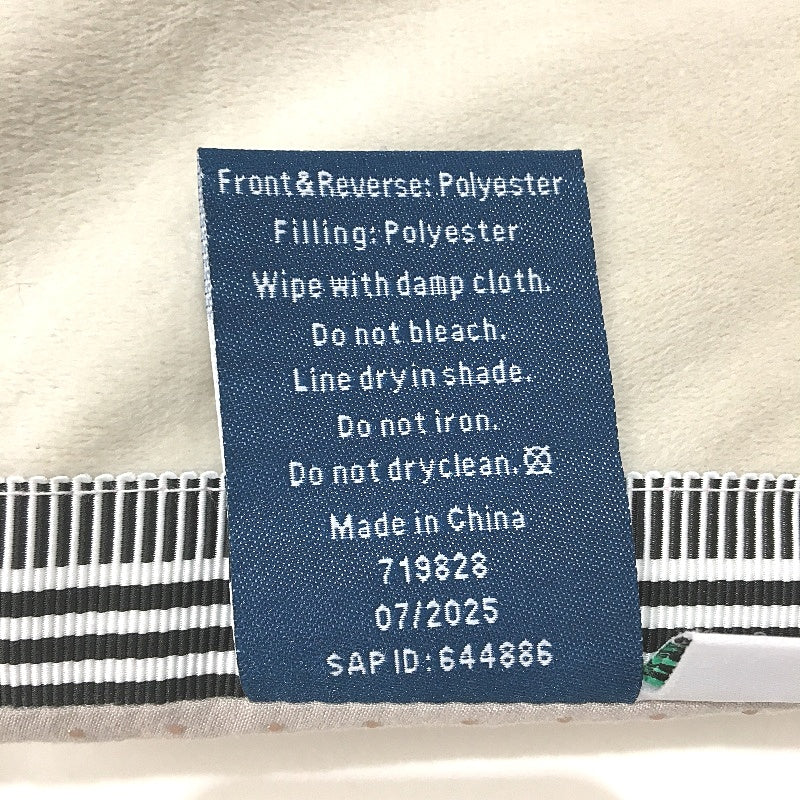 Front&Reverse: Polyester
Filling: Polyester
Wipe with damp cloth.
Do not bleach.
Line dry in shade.
Do not iron.
Do not dryclean.
Made in China
719828
07/2025
SAP ID: 644886